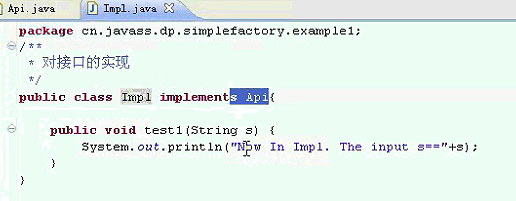 Api.java
Impl.java
package cn.javass.dp.simplefactory.example1;
/**
* 对接口的实现
*/
public class Impl implements Api{
public void test1(String s) {
System.out.println("Now In Impl. The input s=="+s);
}
}